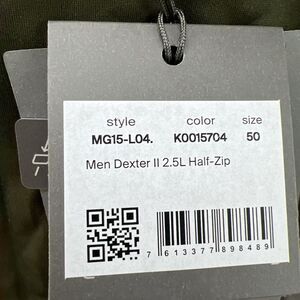 style color size
MG15-L04. K0015704 50
Men Dexter II 2.5L Half-Zip
7 613377 898489